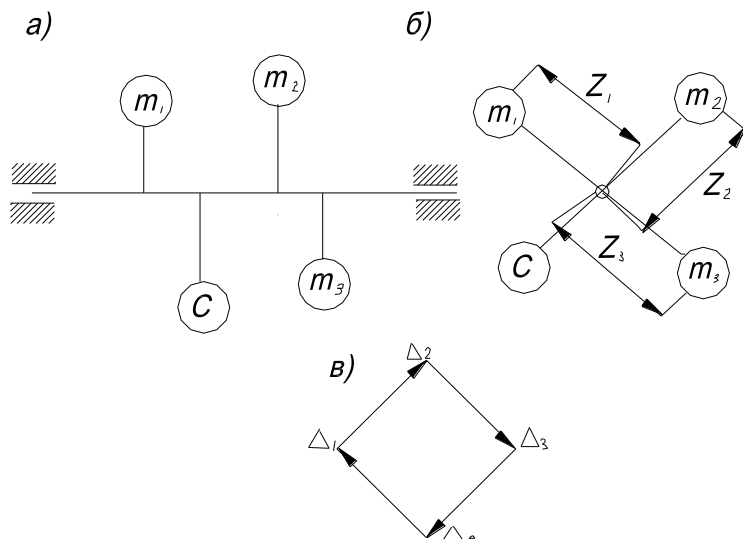 а) б)
m₁ m₂
C m₃
m₁ Z₁ m₂
Z₂
C Z₃ m₃
в) Δ₂
Δ₁ Δ₃